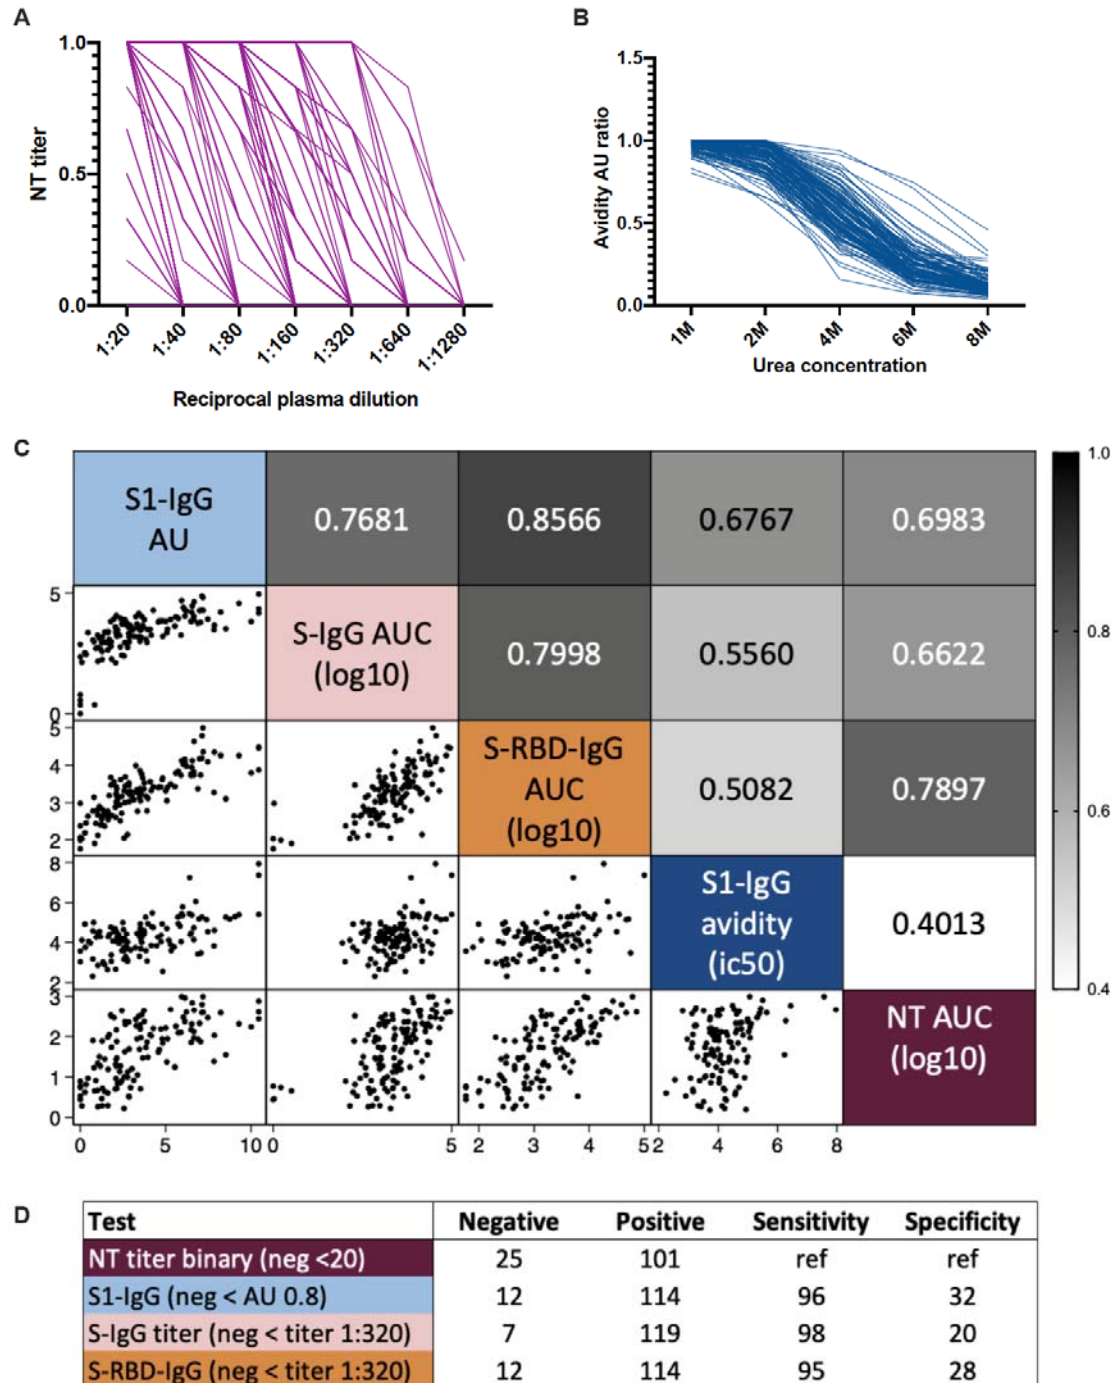 A
1.0
0.5
0.0
NT titer
1:20
1:40
1:80
1:160
1:320
1:640
1:1280
Reciprocal plasma dilution
B
1.5
1.0
0.5
0.0
Avidity AU ratio
1M
2M
4M
6M
8M
Urea concentration
C
S1-IgG
AU
0.7681
0.8566
0.6767
0.6983
1.0
0.8
0.6
0.4
5
0
S-IgG AUC
(log10)
0.7998
0.5560
0.6622
5
4
3
2
S-RBD-IgG
AUC
(log10)
0.5082
0.7897
8
6
4
2
S1-IgG
avidity
(ic50)
0.4013
3
2
1
0
NT AUC
(log10)
0 5 10 0 5 2 3 4 5 2 4 6 8
D
Test Negative Positive Sensitivity Specificity
NT titer binary (neg <20) 25 101 ref ref
S1-IgG (neg < AU 0.8) 12 114 96 32
S-IgG titer (neg < titer 1:320) 7 119 98 20
S-RBD-IgG (neg < titer 1:320) 12 114 95 28